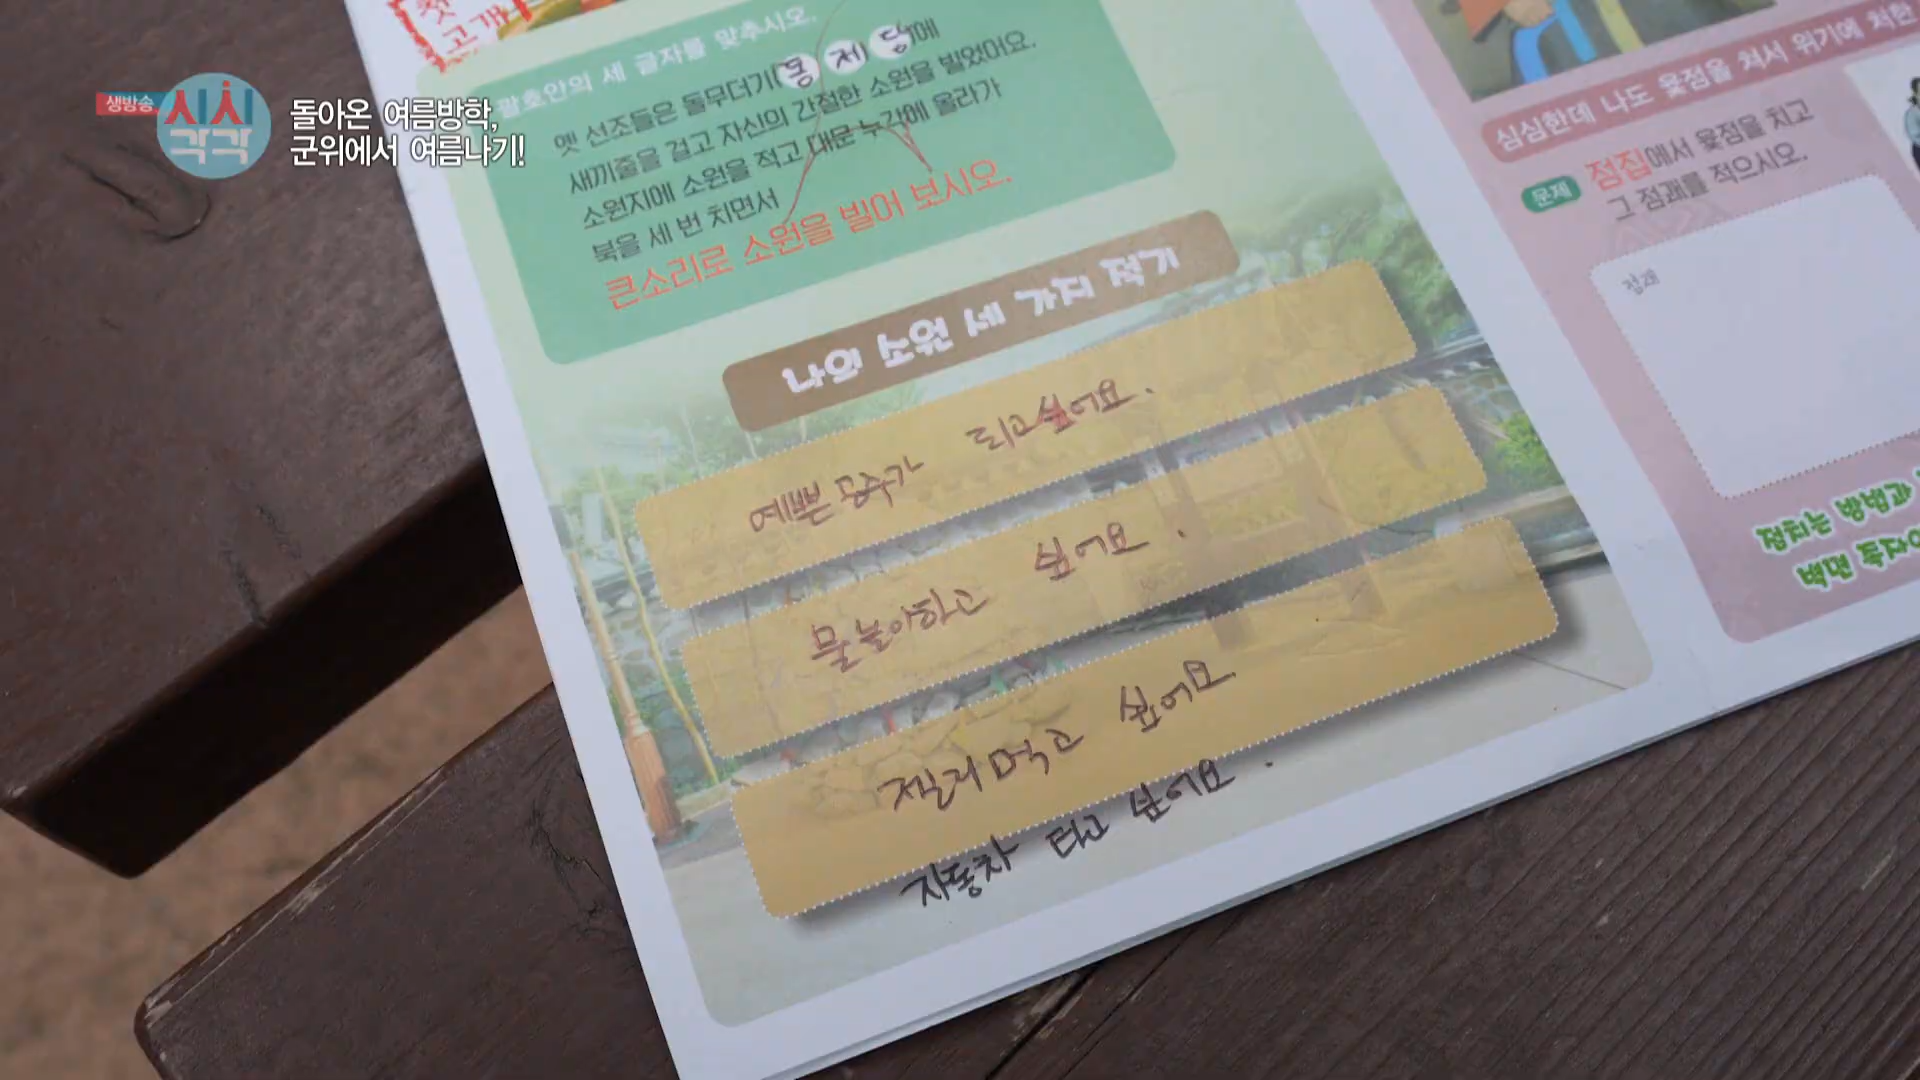 생방송 시시각각
돌아온 여름방학,
군위에서 여름나기!
첫
고개
괄호안의 세 글자를 맞추시오.
옛 선조들은 돌무더기(동제당)에
새끼줄을 걸고 자신의 간절한 소원을 빌었어요.
소원지에 소원을 적고 대문 누각에 올라가
북을 세 번 치면서
큰소리로 소원을 빌어 보시오.
나의 소원 세 가지 적기
예쁜 공주가 되고싶어요.
물놀이하고 싶어요.
젤리먹고 싶어요.
자동차 타고 싶어요.
심심한데 나도 윷점을 쳐서 위기에 처한
문제 점집에서 윷점을 치고
그 점괘를 적으시오.
점괘
점치는 방법과
벽면